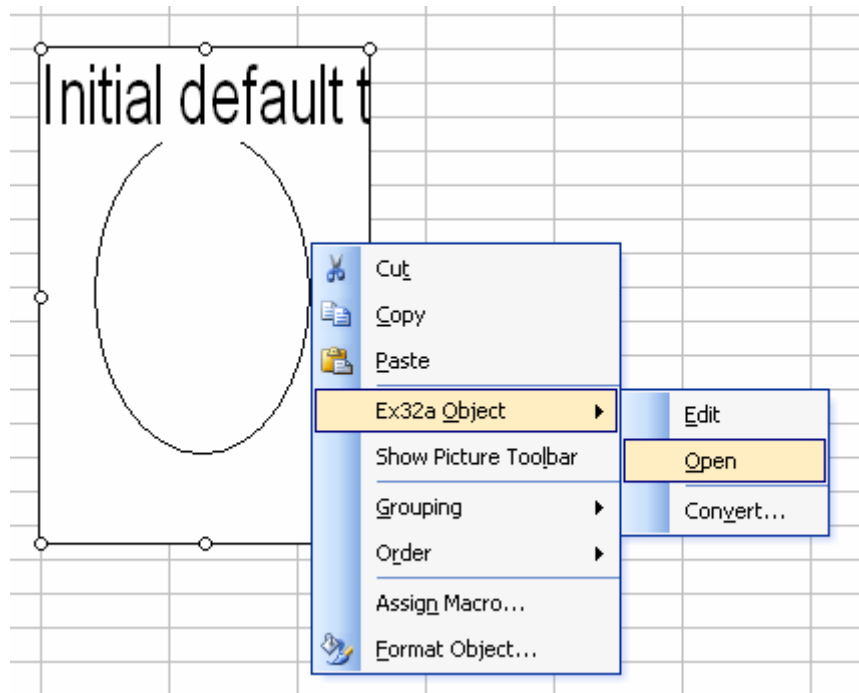 Initial default t
Cut
Copy
Paste
Ex32a Object
Edit
Open
Show Picture Toolbar
Grouping
Convert...
Order
Assign Macro...
Format Object...